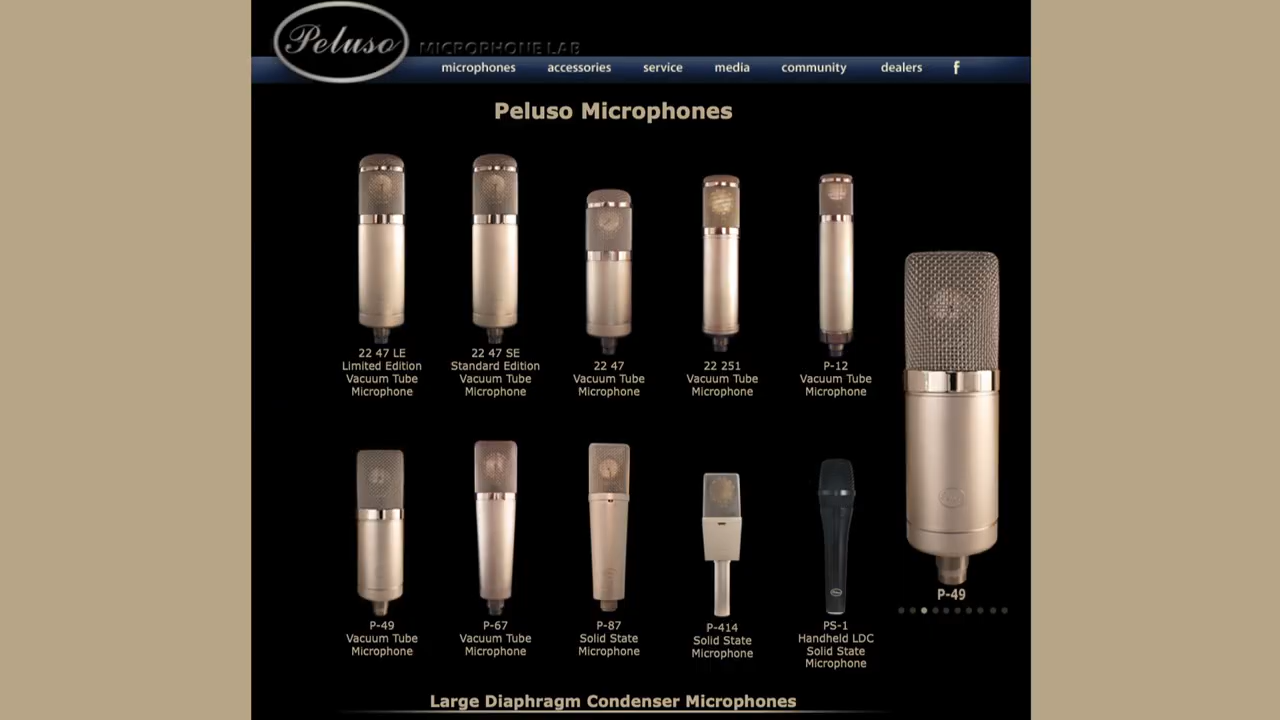 Peluso
MICROPHONE LAB
microphones accessories service media community dealers f
Peluso Microphones
22 47 LE
Limited Edition
Vacuum Tube
Microphone
22 47 SE
Standard Edition
Vacuum Tube
Microphone
22 47
Vacuum Tube
Microphone
22 251
Vacuum Tube
Microphone
P-12
Vacuum Tube
Microphone
P-49
Vacuum Tube
Microphone
P-67
Vacuum Tube
Microphone
P-87
Solid State
Microphone
P-414
Solid State
Microphone
PS-1
Handheld LDC
Solid State
Microphone
P-49
Large Diaphragm Condenser Microphones